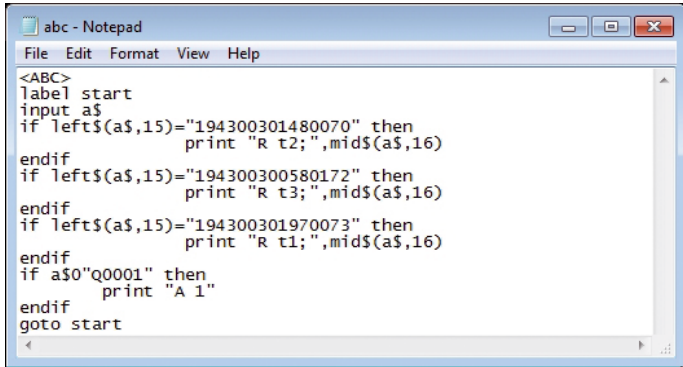 abc - Notepad
File Edit Format View Help
<ABC>
label start
input a$
if left$(a$,15)="194300301480070" then
print "R t2;",mid$(a$,16)
endif
if left$(a$,15)="194300300580172" then
print "R t3;",mid$(a$,16)
endif
if left$(a$,15)="194300301970073" then
print "R t1;",mid$(a$,16)
endif
if a$0"Q0001" then
print "A 1"
endif
goto start